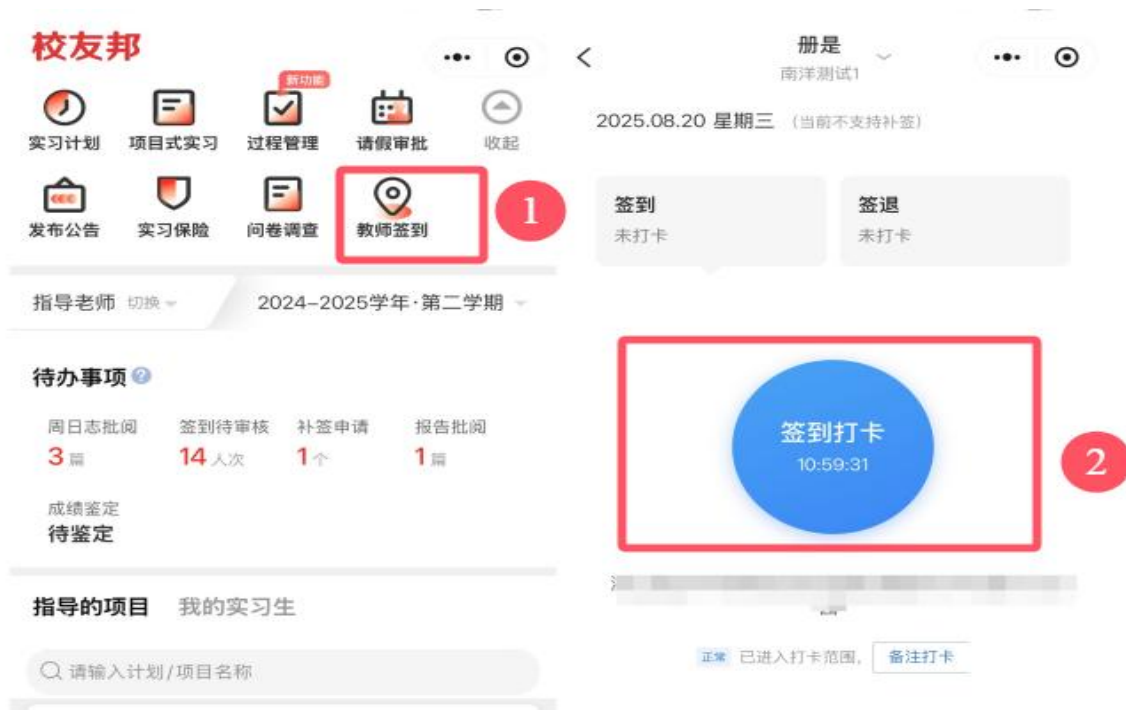 校友邦
新功能
实习计划 项目式实习 过程管理 请假审批 收起
发布公告 实习保险 问卷调查 教师签到
1
指导老师 切换 2024-2025学年·第二学期
待办事项
周日志批阅 签到待审核 补签申请 报告批阅
3 篇 14 人次 1 个 1 篇
成绩鉴定
待鉴定
指导的项目 我的实习生
请输入计划/项目名称
册是
南洋测试1
2025.08.20 星期三 (当前不支持补签)
签到 签退
未打卡 未打卡
签到打卡
10:59:31
2
正常 已进入打卡范围, 备注打卡